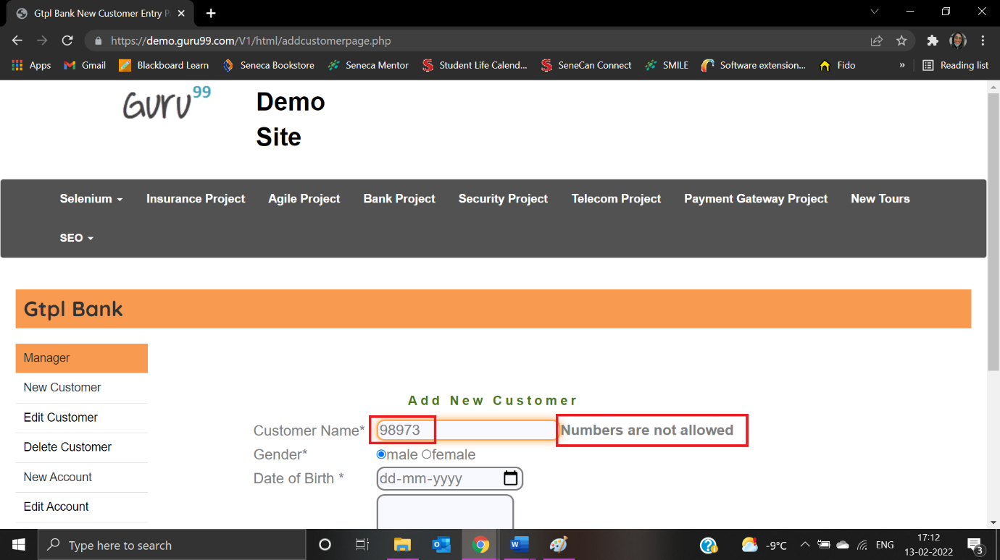 Gtpl Bank New Customer Entry P
https://demo.guru99.com/V1/html/addcustomerpage.php
Apps Gmail Blackboard Learn Seneca Bookstore Seneca Mentor Student Life Calend... SeneCan Connect SMILE Software extension... Fido » Reading list
Guru99
Demo
Site
Selenium Insurance Project Agile Project Bank Project Security Project Telecom Project Payment Gateway Project New Tours
SEO
Gtpl Bank
Manager
New Customer
Edit Customer
Delete Customer
New Account
Edit Account
Add New Customer
Customer Name* 98973 Numbers are not allowed
Gender* male female
Date of Birth * dd-mm-yyyy
Type here to search
-9°C ENG 17:12
13-02-2022 3